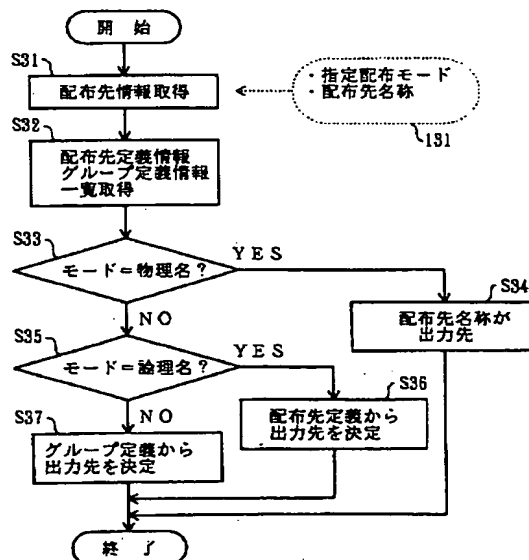 開始
S31
配布先情報取得
・指定配布モード
・配布先名称
131
S32
配布先定義情報
グループ定義情報
一覧取得
S33
モード=物理名?
YES
S34
配布先名称が
出力先
NO
S35
モード=論理名?
YES
S36
配布先定義から
出力先を決定
NO
S37
グループ定義から
出力先を決定
終了